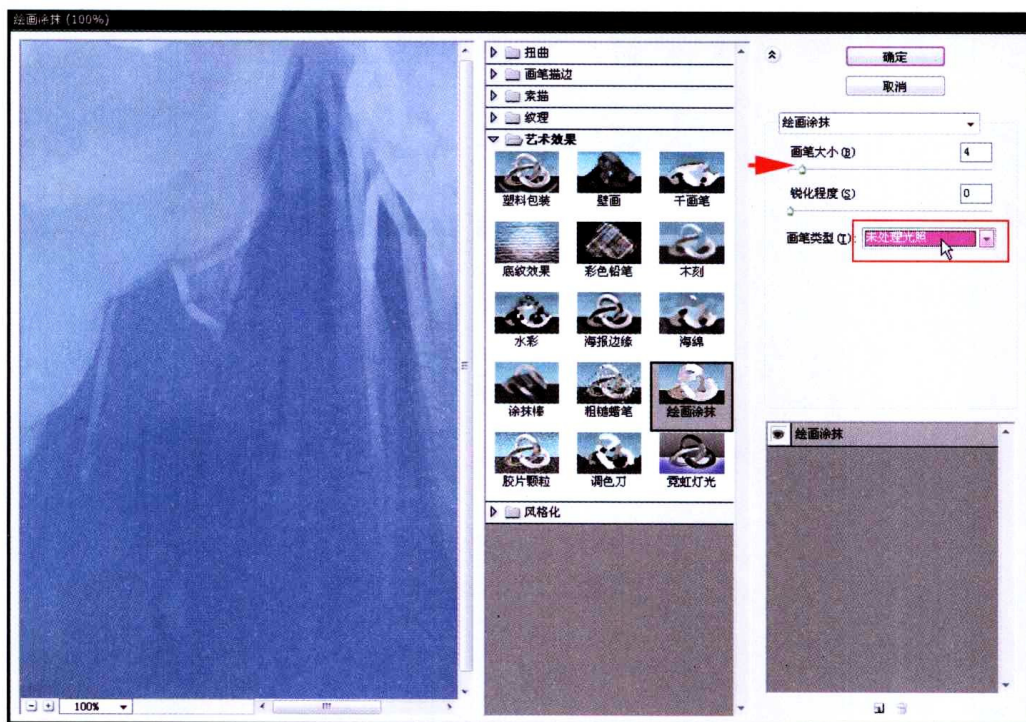 绘画涂抹 (100%)
扭曲
画笔描边
素描
纹理
艺术效果
塑料包装 壁画 干画笔
底纹效果 彩色铅笔 木刻
水彩 海报边缘 海绵
涂抹棒 粗糙蜡笔 绘画涂抹
胶片颗粒 调色刀 霓虹灯光
风格化
确定
取消
绘画涂抹
画笔大小(B) 4
锐化程度(S) 0
画笔类型(T): 未处理光照
绘画涂抹
100%